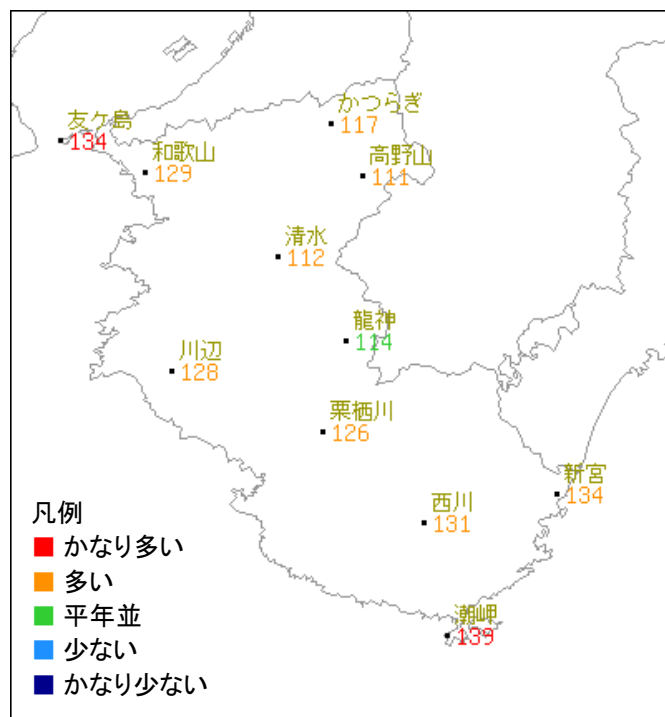 かつらぎ
117
友ケ島
134
和歌山
129
高野山
111
清水
112
龍神
114
川辺
128
栗栖川
126
新宮
134
西川
131
潮岬
139
凡例
かなり多い
多い
平年並
少ない
かなり少ない